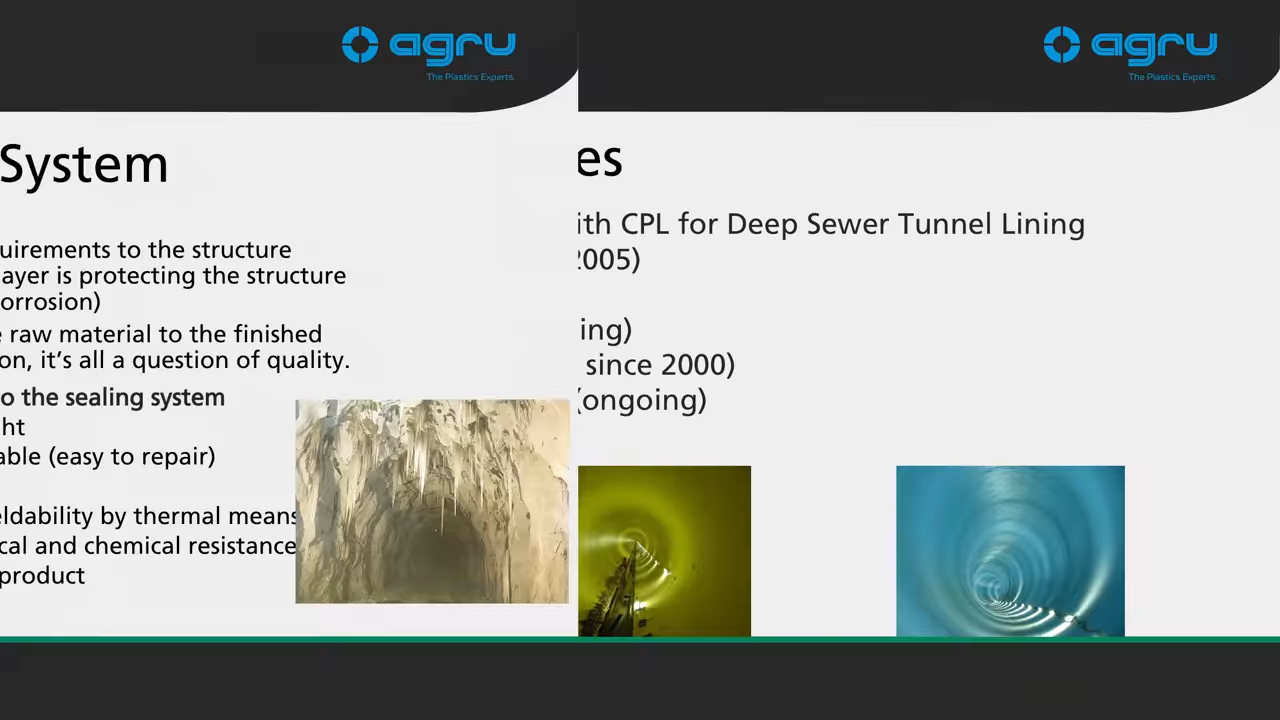 agru
The Plastics Experts.
System
uirements to the structure
ayer is protecting the structure
orrosion)
e raw material to the finished
on, it's all a question of quality.
o the sealing system
ht
able (easy to repair)
eldability by thermal means
cal and chemical resistance
product
agru
The Plastics Experts.
es
ith CPL for Deep Sewer Tunnel Lining
2005)
ing)
since 2000)
(ongoing)